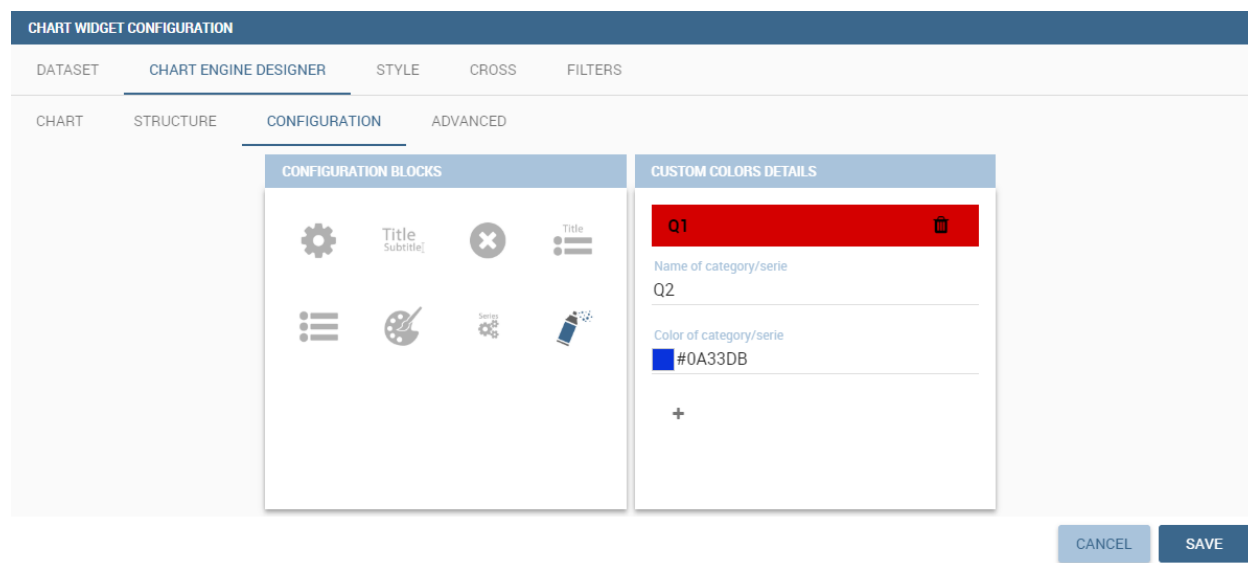 CHART WIDGET CONFIGURATION
DATASET CHART ENGINE DESIGNER STYLE CROSS FILTERS
CHART STRUCTURE CONFIGURATION ADVANCED
CONFIGURATION BLOCKS
Title
Subtitle
Title
Series
CUSTOM COLORS DETAILS
Q1
Name of category/serie
Q2
Color of category/serie
#0A33DB
+
CANCEL SAVE